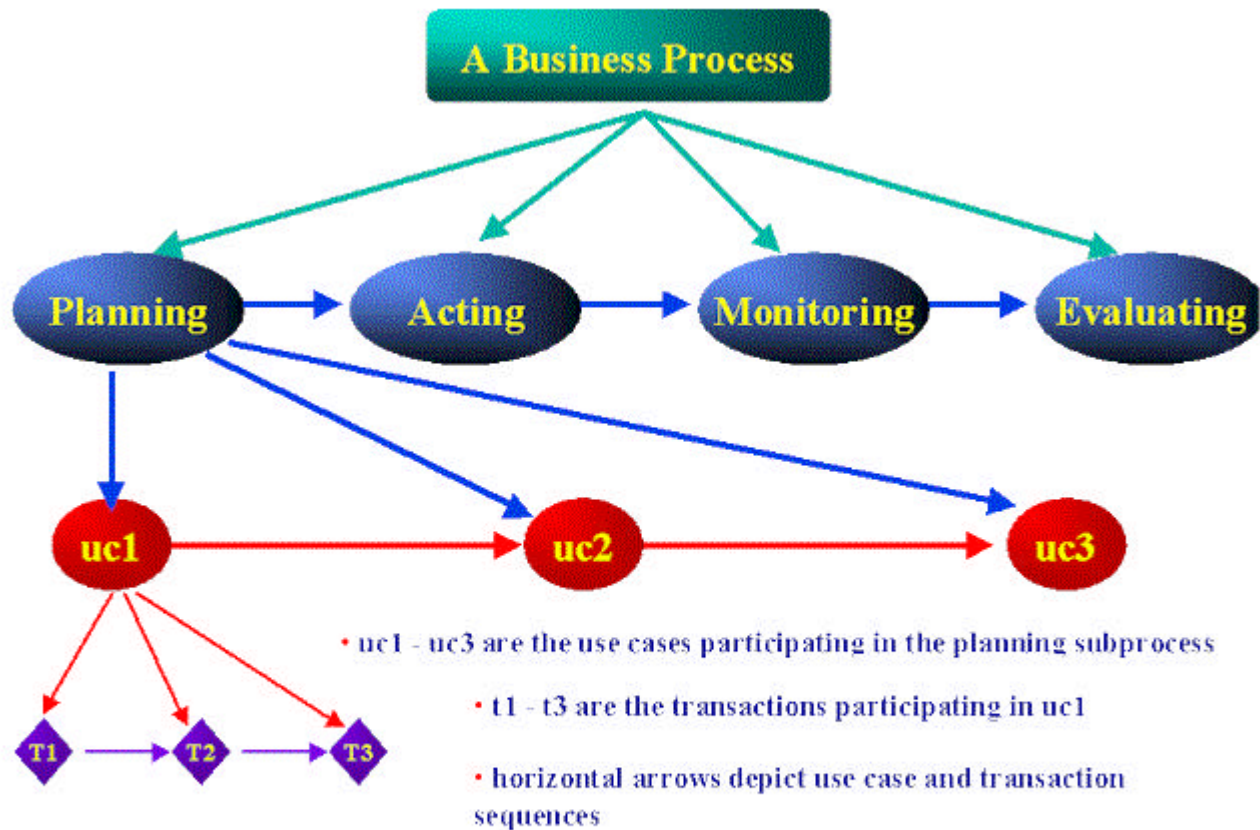 A Business Process
Planning
Acting
Monitoring
Evaluating
uc1
uc2
uc3
• uc1 - uc3 are the use cases participating in the planning subprocess
• t1 - t3 are the transactions participating in uc1
T1
T2
T3
• horizontal arrows depict use case and transaction
sequences